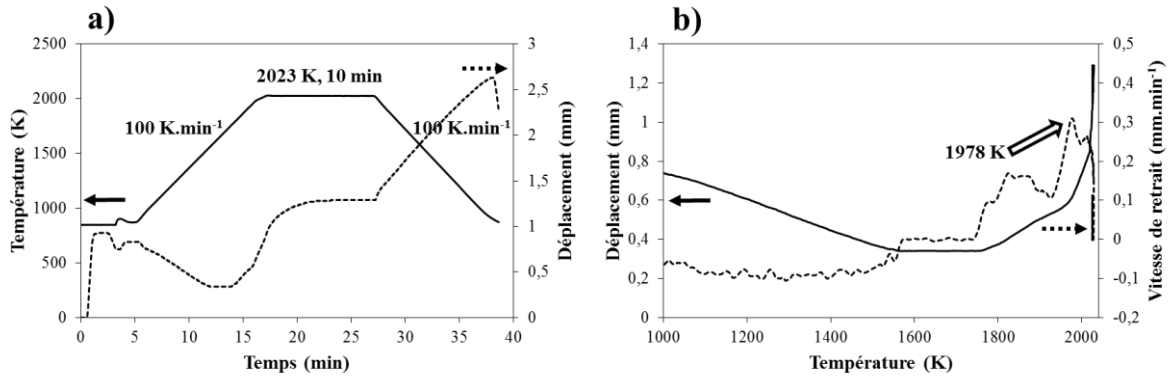 a)
2500
2000
1500
1000
500
0
Température (K)
2023 K, 10 min
100 K.min⁻¹
100 K.min⁻¹
3
2,5
2
1,5
1
0,5
0
Déplacement (mm)
0 5 10 15 20 25 30 35 40
Temps (min)
b)
1,4
1,2
1
0,8
0,6
0,4
0,2
0
Déplacement (mm)
1978 K
0,5
0,4
0,3
0,2
0,1
0
-0,1
-0,2
Vitesse de retrait (mm.min⁻¹)
1000 1200 1400 1600 1800 2000
Température (K)